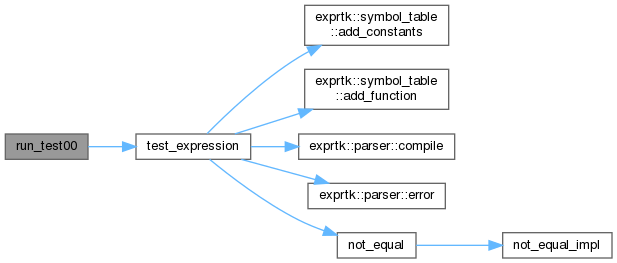 exprtk::symbol_table
::add_constants
exprtk::symbol_table
::add_function
run_test00
test_expression
exprtk::parser::compile
exprtk::parser::error
not_equal
not_equal_impl